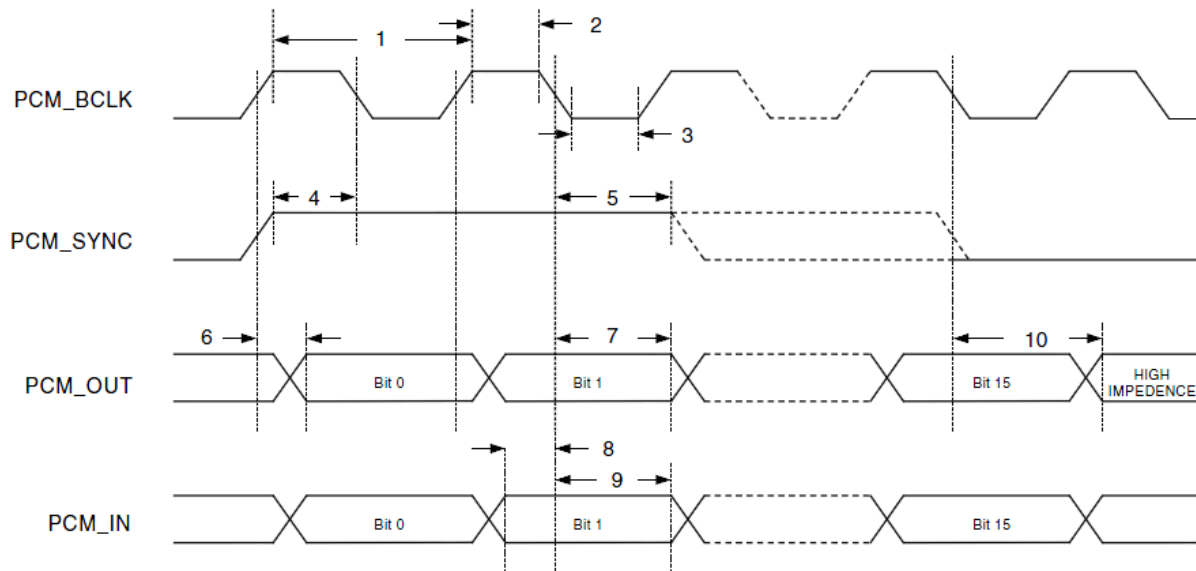 1
2
PCM_BCLK
3
4
5
PCM_SYNC
6
7
10
PCM_OUT
Bit 0
Bit 1
Bit 15
HIGH
IMPEDENCE
8
9
PCM_IN
Bit 0
Bit 1
Bit 15